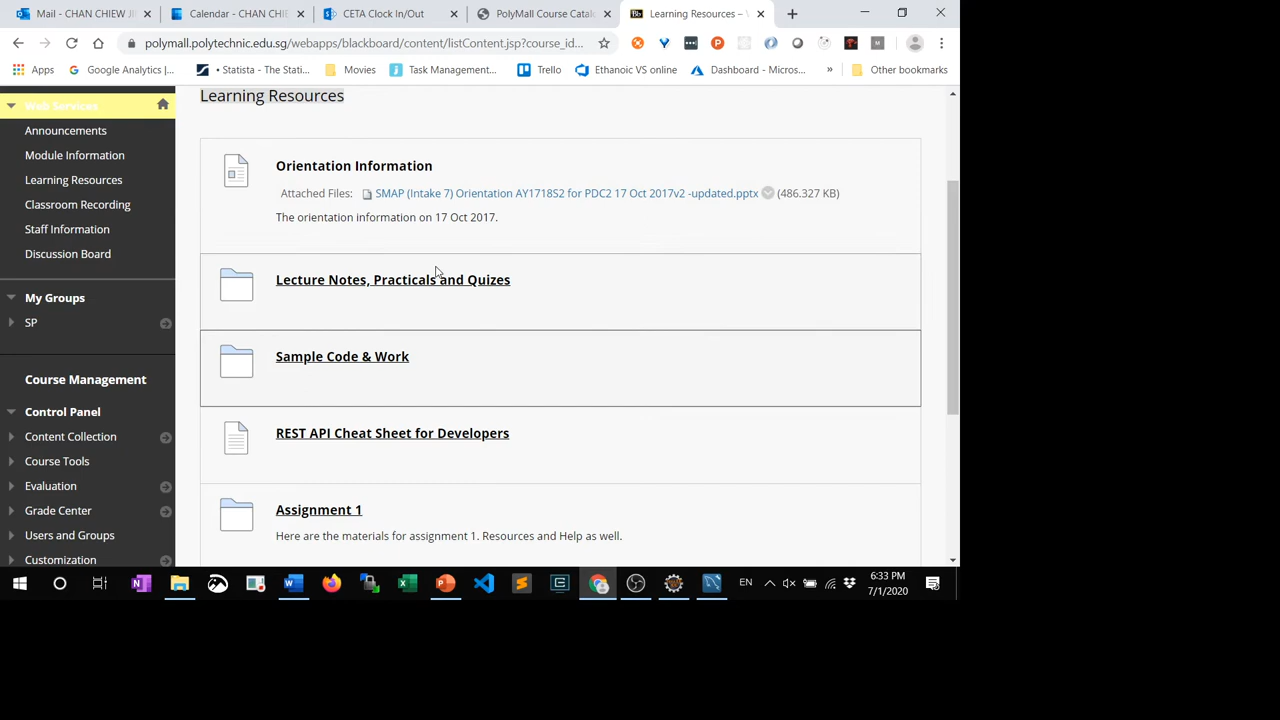 Mail - CHAN CHIEW JI
Calendar - CHAN CHIE
CETA Clock In/Out
PolyMall Course Catal
Learning Resources –
polymall.polytechnic.edu.sg/webapps/blackboard/content/listContent.jsp?course_id...
Apps
Google Analytics |...
• Statista - The Stati...
Movies
Task Management...
Trello
Ethanoic VS online
Dashboard - Micros...
»
Other bookmarks
Web Services
Announcements
Module Information
Learning Resources
Classroom Recording
Staff Information
Discussion Board
My Groups
SP
Course Management
Control Panel
Content Collection
Course Tools
Evaluation
Grade Center
Users and Groups
Customization
Learning Resources
Orientation Information
Attached Files: SMAP (Intake 7) Orientation AY1718S2 for PDC2 17 Oct 2017v2 -updated.pptx (486.327 KB)
The orientation information on 17 Oct 2017.
Lecture Notes, Practicals and Quizes
Sample Code & Work
REST API Cheat Sheet for Developers
Assignment 1
Here are the materials for assignment 1. Resources and Help as well.
EN
6:33 PM
7/1/2020